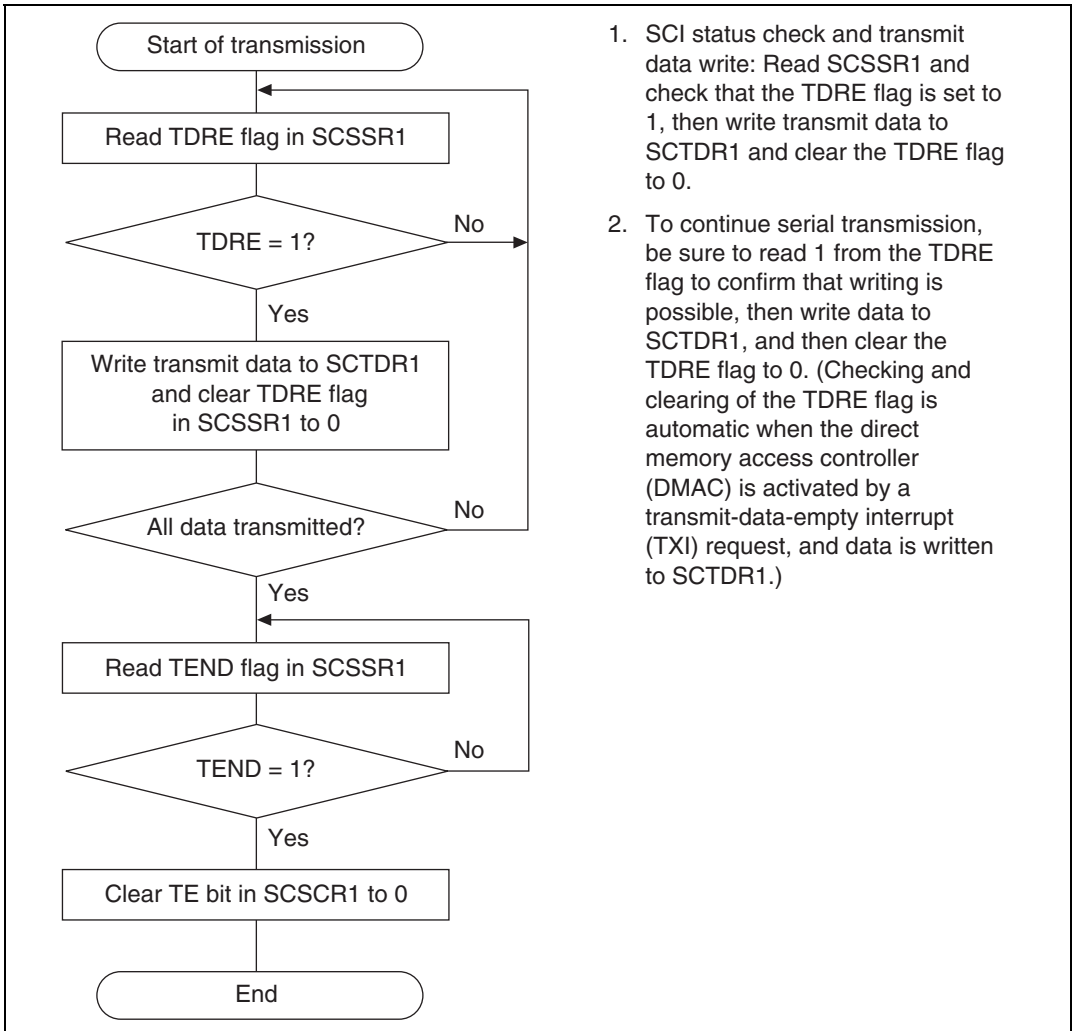 Start of transmission
Read TDRE flag in SCSSR1
TDRE = 1?
No
Yes
Write transmit data to SCTDR1
and clear TDRE flag
in SCSSR1 to 0
All data transmitted?
No
Yes
Read TEND flag in SCSSR1
TEND = 1?
No
Yes
Clear TE bit in SCSCR1 to 0
End
1. SCI status check and transmit
data write: Read SCSSR1 and
check that the TDRE flag is set to
1, then write transmit data to
SCTDR1 and clear the TDRE flag
to 0.
2. To continue serial transmission,
be sure to read 1 from the TDRE
flag to confirm that writing is
possible, then write data to
SCTDR1, and then clear the
TDRE flag to 0. (Checking and
clearing of the TDRE flag is
automatic when the direct
memory access controller
(DMAC) is activated by a
transmit-data-empty interrupt
(TXI) request, and data is written
to SCTDR1.)